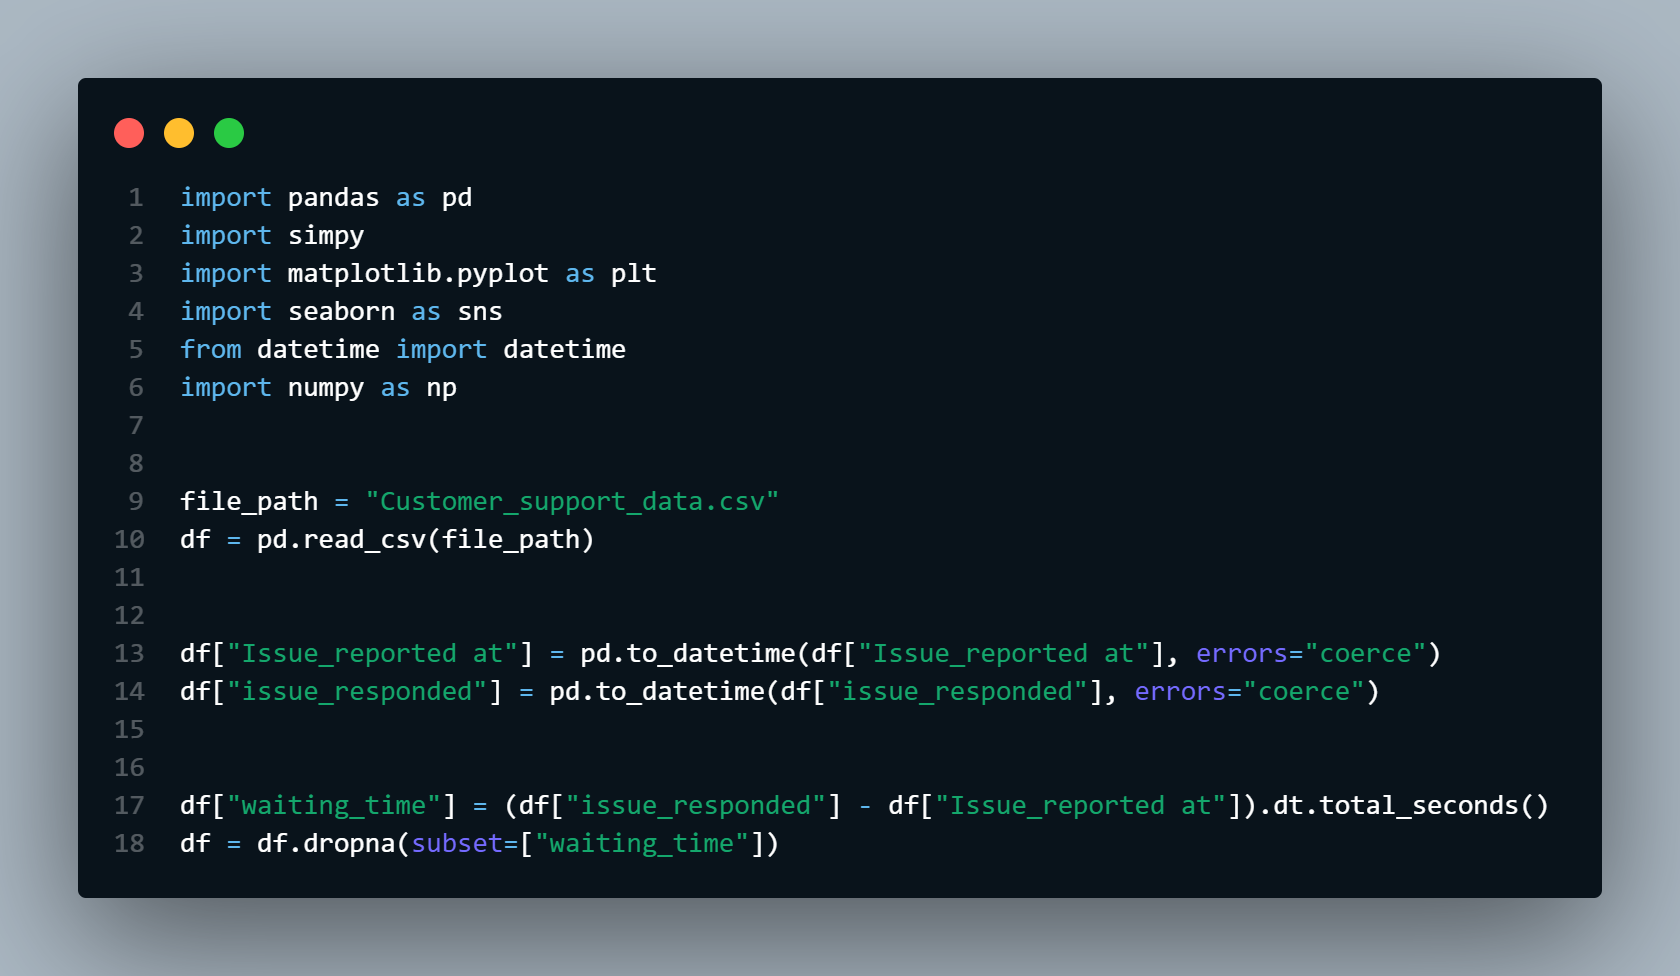 1 import pandas as pd
2 import simpy
3 import matplotlib.pyplot as plt
4 import seaborn as sns
5 from datetime import datetime
6 import numpy as np
7
8
9 file_path = "Customer_support_data.csv"
10 df = pd.read_csv(file_path)
11
12
13 df["Issue_reported at"] = pd.to_datetime(df["Issue_reported at"], errors="coerce")
14 df["issue_responded"] = pd.to_datetime(df["issue_responded"], errors="coerce")
15
16
17 df["waiting_time"] = (df["issue_responded"] - df["Issue_reported at"]).dt.total_seconds()
18 df = df.dropna(subset=["waiting_time"])